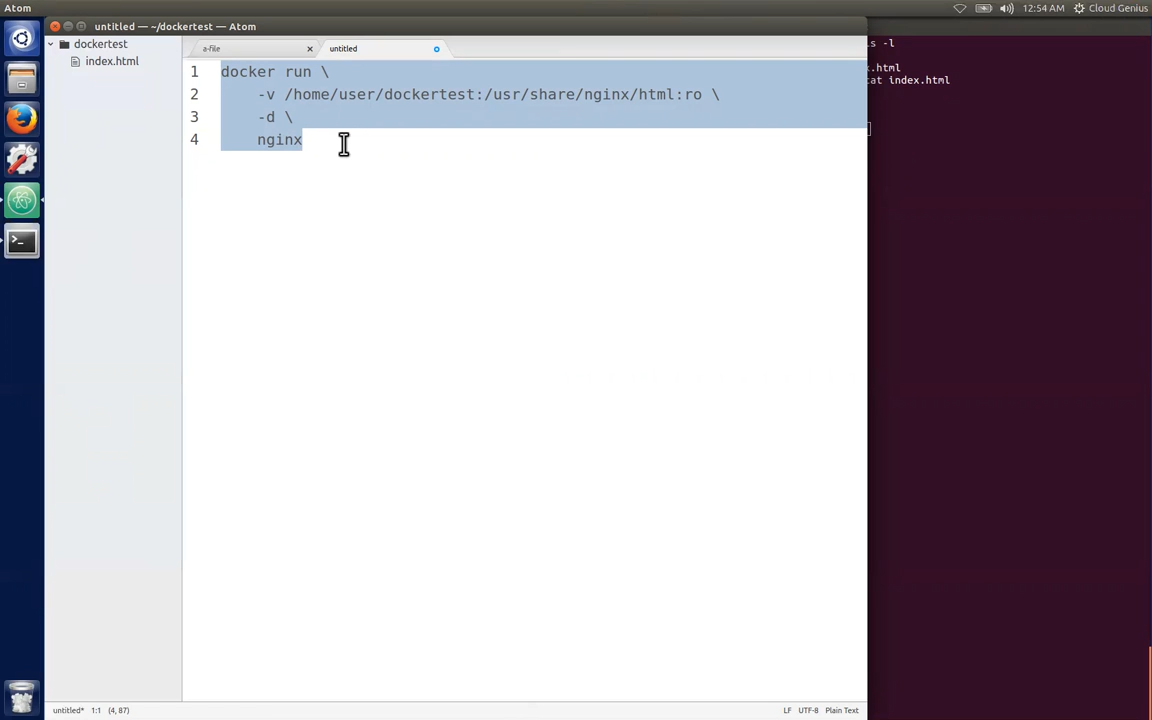 Atom
12:54 AM
Cloud Genius
untitled — ~/dockertest — Atom
dockertest
index.html
a-file
untitled
1 docker run \
2 -v /home/user/dockertest:/usr/share/nginx/html:ro \
3 -d \
4 nginx
ls -l
.html
tat index.html
untitled* 1:1 (4, 87)
LF UTF-8 Plain Text